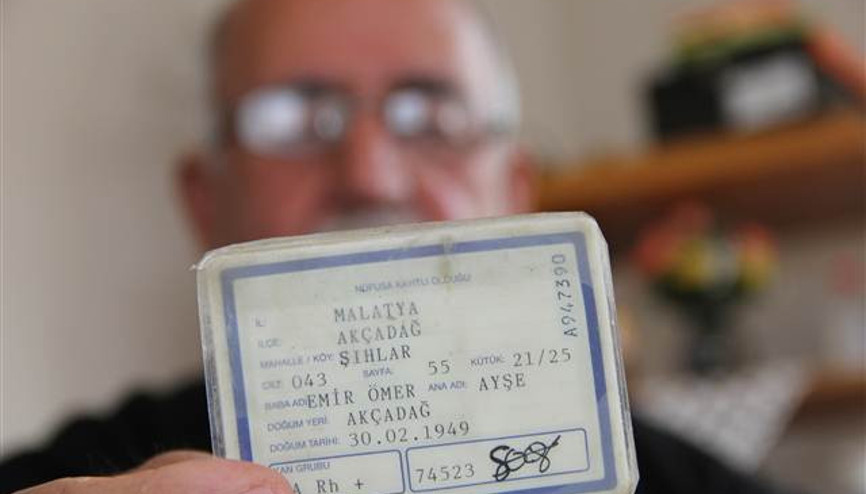 NÜFUSA KAYITLI OLDUĞU
İL: MALATYA
İLÇE: AKÇADAĞ
MAHALLE / KÖY: ŞIHLAR
CİLT: 043 SAYFA: 55 KÜTÜK: 21/25
BABA ADI EMİR ÖMER ANA ADI: AYŞE
DOĞUM YERİ: AKÇADAĞ
DOĞUM TARİHİ: 30.02.1949
KAN GRUBU
A Rh +
74523
A947390